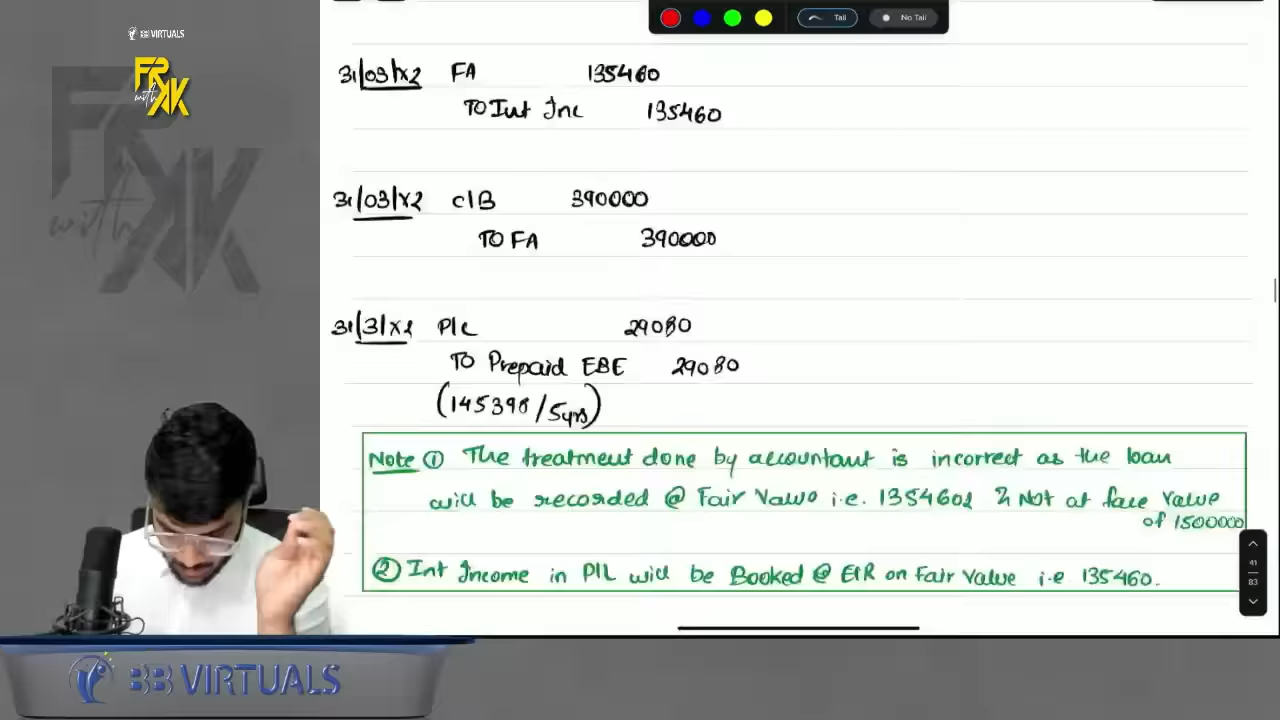 BB VIRTUALS
FR
with
AK
Tail
No Tail
31/03/x2 FA 135460
TO Int Inc 135460
31/03/x2 C/B 390000
TO FA 390000
31/3/x2 P/L 29080
TO Prepaid EBE 29080
(145398/5yrs)
Note ① The treatment done by accountant is incorrect as the loan
will be recorded @ Fair Value i.e. 1354602 & Not at face value
of 1500000
② Int Income in P/L will be Booked @ EIR on Fair Value i.e 135460.
41
83
BB VIRTUALS